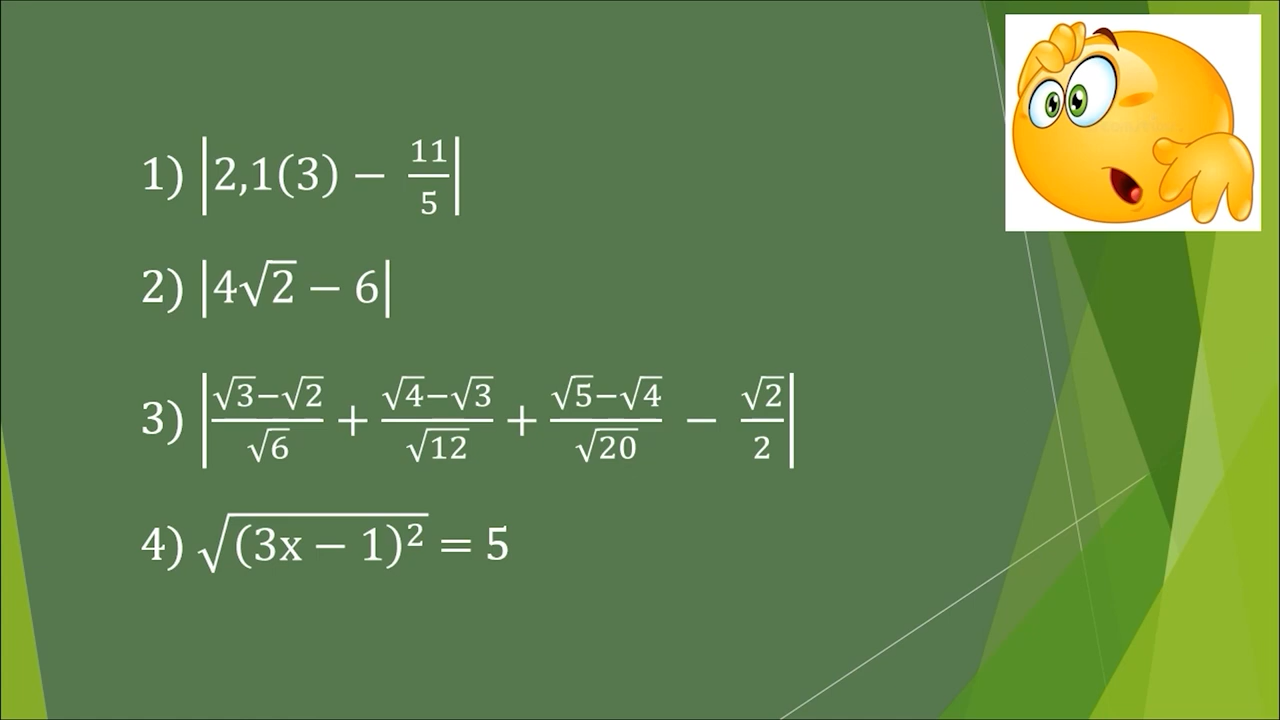 1) |2,1(3) − 11/5|
2) |4√2 − 6|
3) |(√3−√2)/√6 + (√4−√3)/√12 + (√5−√4)/√20 − √2/2|
4) √((3x − 1)²) = 5